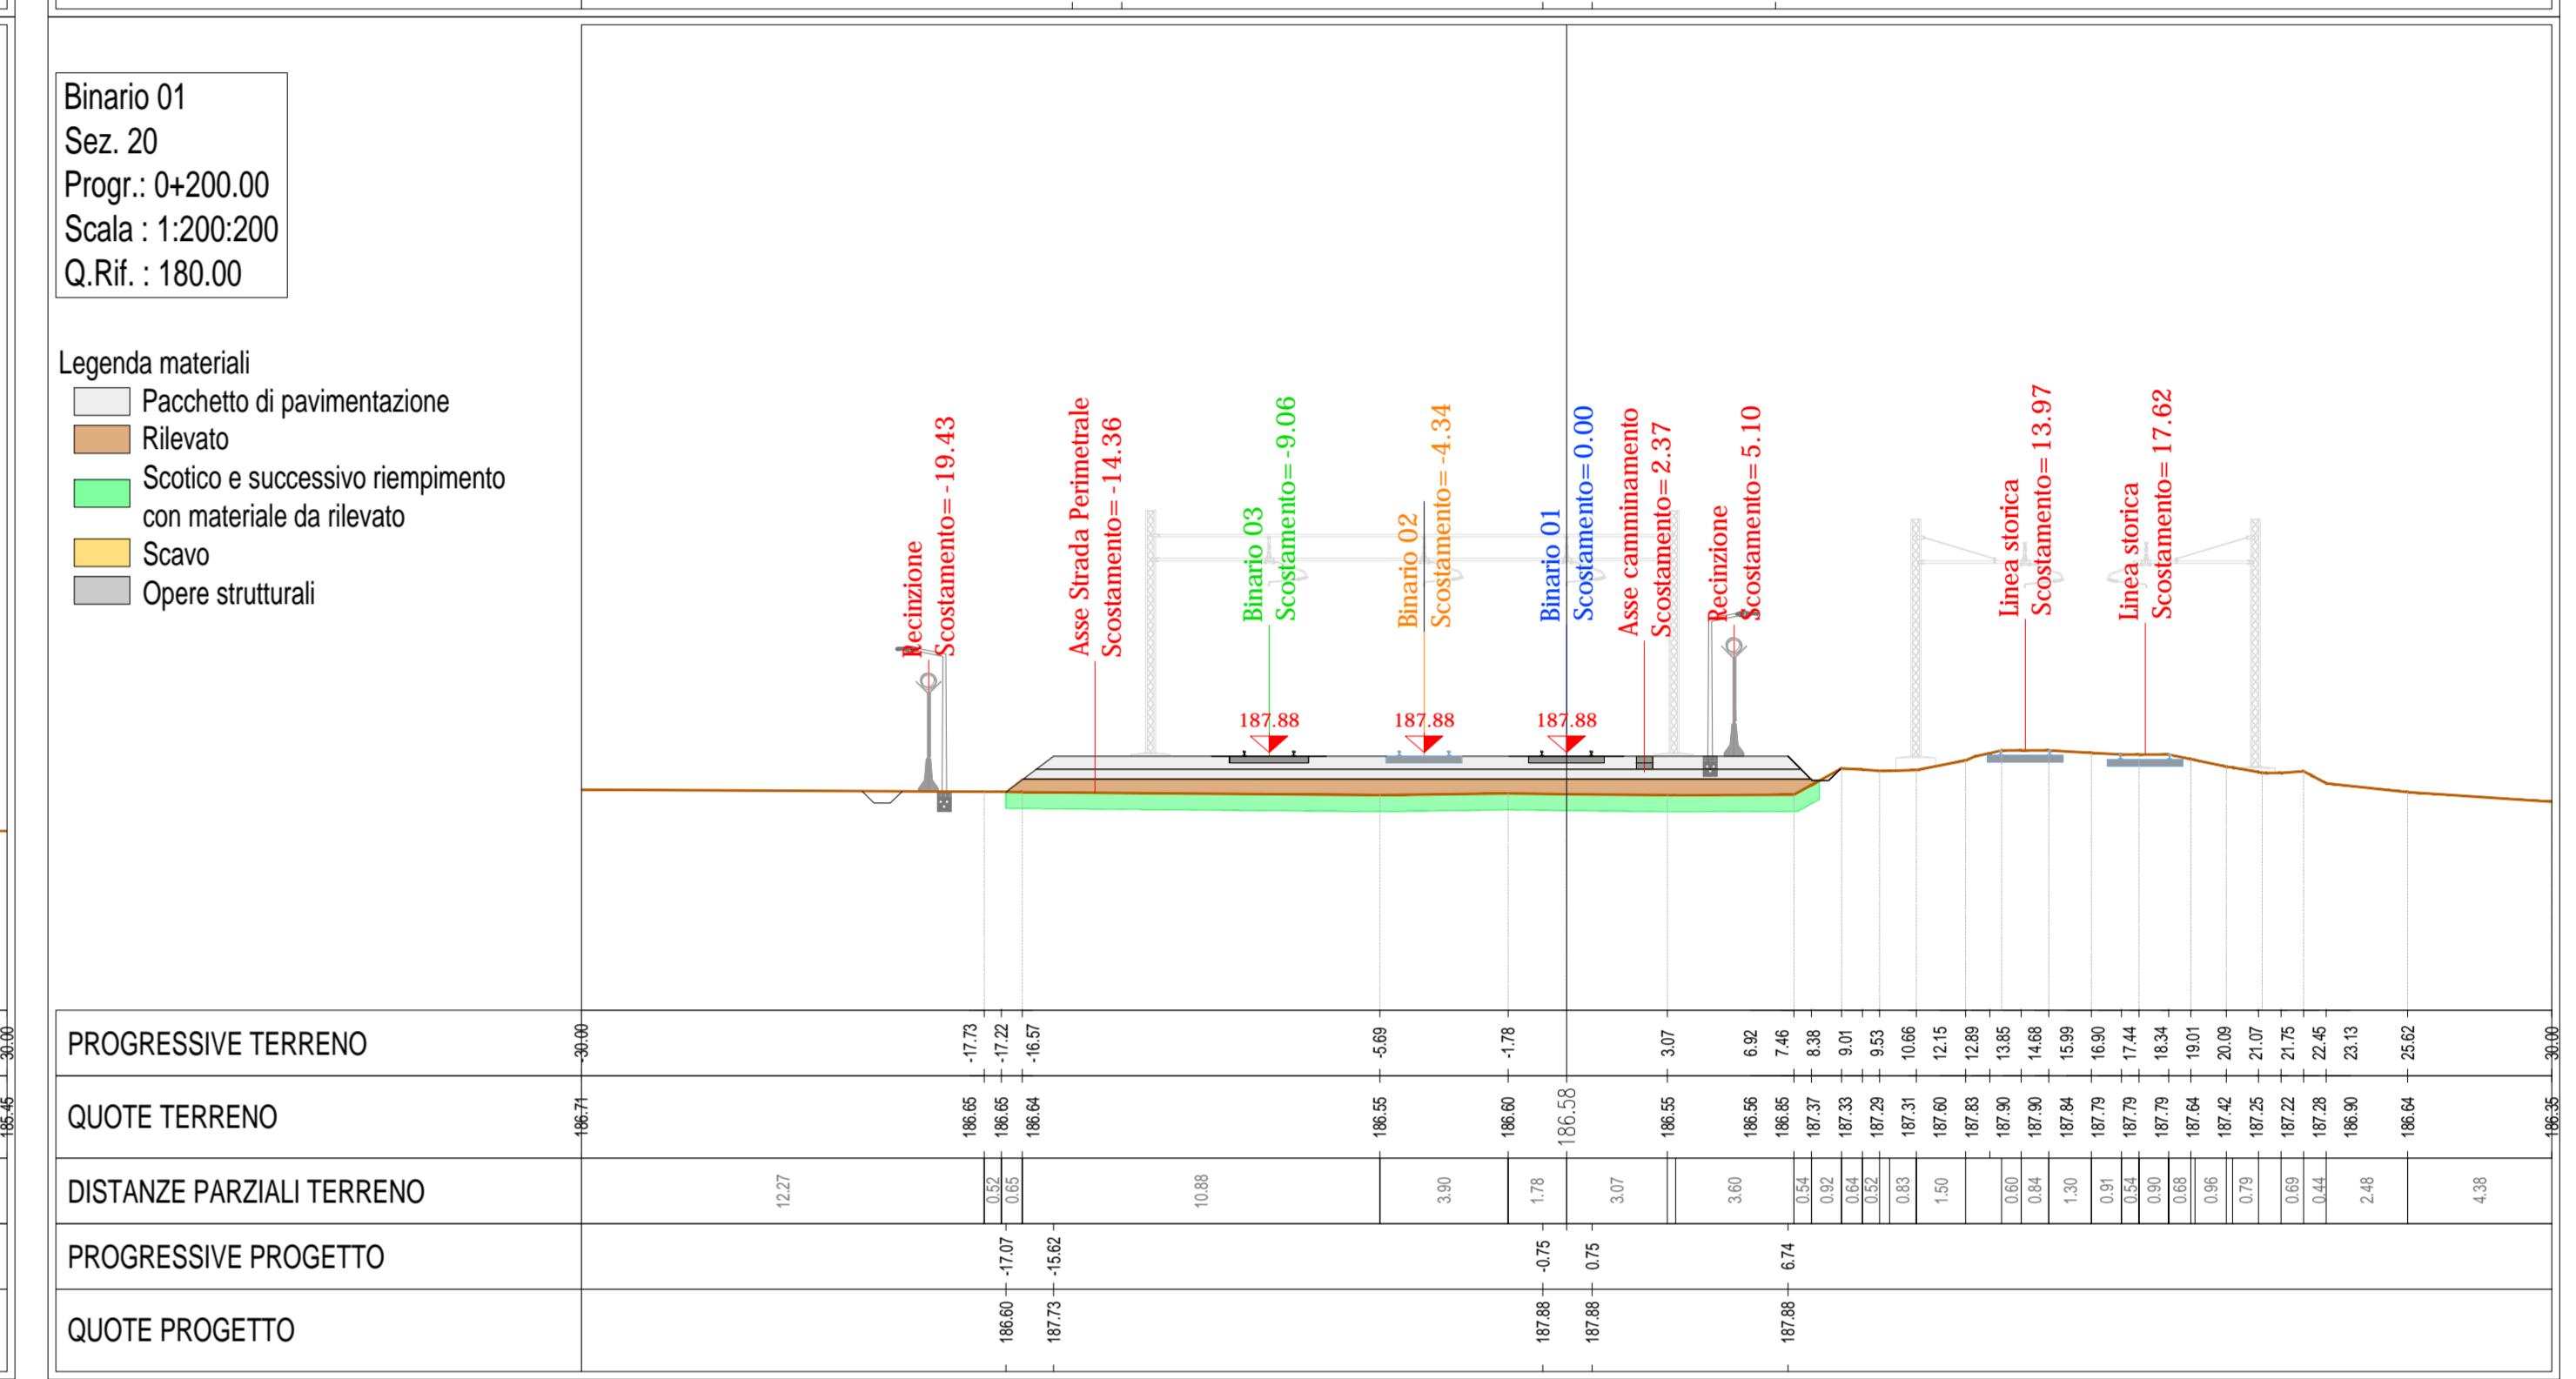 Binario 01
Sez. 20
Progr.: 0+200.00
Scala : 1:200:200
Q.Rif. : 180.00
Legenda materiali
Pacchetto di pavimentazione
Rilevato
Scotico e successivo riempimento
con materiale da rilevato
Scavo
Opere strutturali
Recinzione
Scostamento= -19.43
Asse Strada Perimetrale
Scostamento= -14.36
Binario 03
Scostamento= -9.06
Binario 02
Scostamento= -4.34
Binario 01
Scostamento= 0.00
Asse camminamento
Scostamento= 2.37
Recinzione
Scostamento= 5.10
Linea storica
Scostamento= 13.97
Linea storica
Scostamento= 17.62
187.88 187.88 187.88
30.00
185.45
PROGRESSIVE TERRENO -30.00 -17.73 -17.22 -16.57 -5.69 -1.78 3.07 6.92 7.46 8.38 9.01 9.53 10.66 12.15 12.89 13.85 14.68 15.99 16.90 17.44 18.34 19.01 20.09 21.07 21.75 22.45 23.13 25.62 30.00
QUOTE TERRENO 186.71 186.65 186.65 186.64 186.55 186.60 186.58 186.55 186.56 186.85 187.37 187.33 187.29 187.31 187.60 187.83 187.90 187.90 187.84 187.79 187.79 187.79 187.64 187.42 187.25 187.22 187.28 186.90 186.64 186.35
DISTANZE PARZIALI TERRENO 12.27 0.52 0.65 10.88 3.90 1.78 3.07 3.60 0.54 0.92 0.64 0.52 0.83 1.50 0.60 0.84 1.30 0.91 0.54 0.90 0.68 0.96 0.79 0.69 0.44 2.48 4.38
PROGRESSIVE PROGETTO -17.07 -15.62 -0.75 0.75 6.74
QUOTE PROGETTO 186.60 187.73 187.88 187.88 187.88